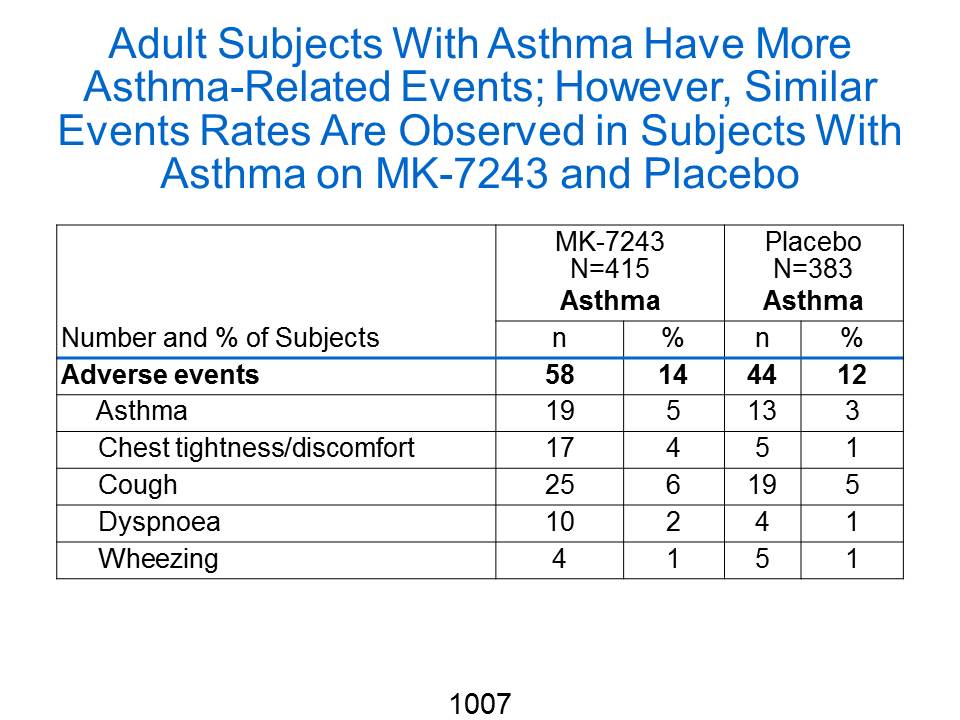 Adult Subjects With Asthma Have More
Asthma-Related Events; However, Similar
Events Rates Are Observed in Subjects With
Asthma on MK-7243 and Placebo
MK-7243 Placebo
N=415 N=383
Asthma Asthma
Number and % of Subjects n % n %
Adverse events 58 14 44 12
Asthma 19 5 13 3
Chest tightness/discomfort 17 4 5 1
Cough 25 6 19 5
Dyspnoea 10 2 4 1
Wheezing 4 1 5 1
1007